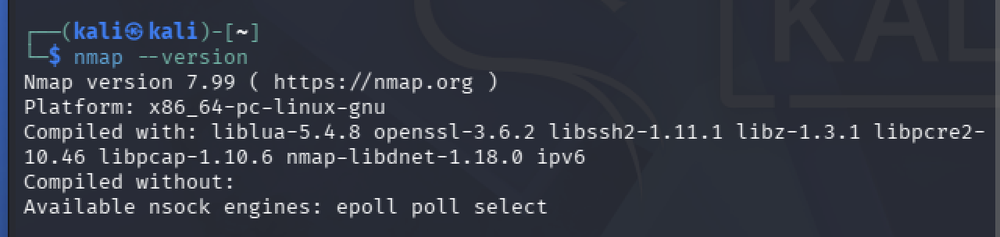 ┌──(kali㉿kali)-[~]
└─$ nmap --version
Nmap version 7.99 ( https://nmap.org )
Platform: x86_64-pc-linux-gnu
Compiled with: liblua-5.4.8 openssl-3.6.2 libssh2-1.11.1 libz-1.3.1 libpcre2-
10.46 libpcap-1.10.6 nmap-libdnet-1.18.0 ipv6
Compiled without:
Available nsock engines: epoll poll select
KAL